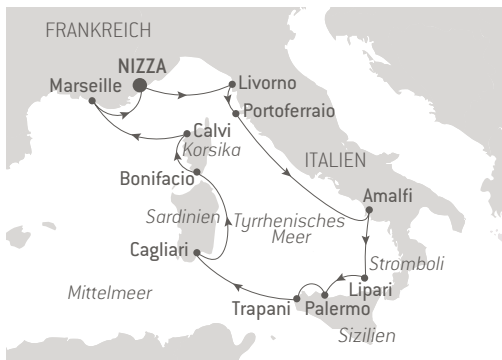 FRANKREICH
NIZZA
Marseille
Livorno
Portoferraio
Calvi
Korsika
ITALIEN
Bonifacio
Amalfi
Sardinien
Tyrrhenisches
Meer
Cagliari
Stromboli
Mittelmeer
Lipari
Trapani
Palermo
Sizilien